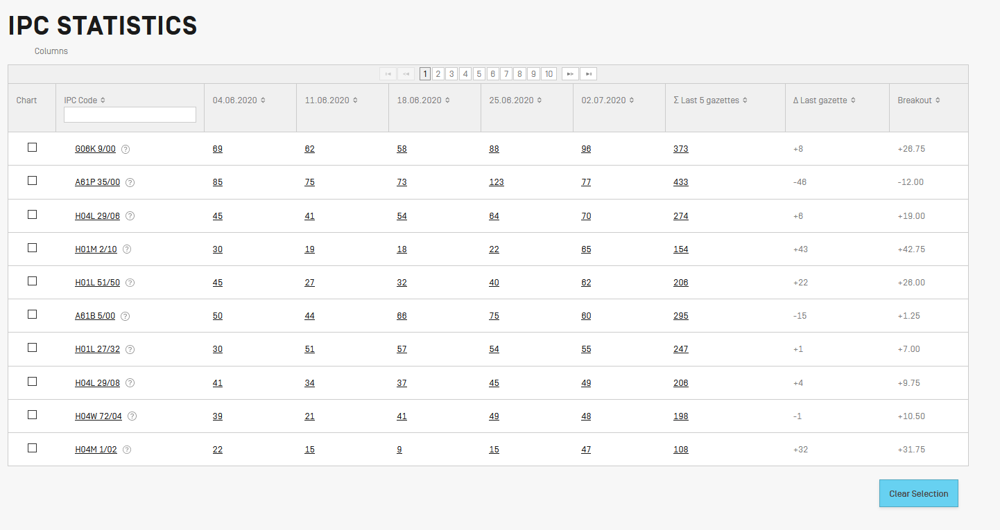 IPC STATISTICS
Columns
1 2 3 4 5 6 7 8 9 10
Chart IPC Code 04.06.2020 11.06.2020 18.06.2020 25.06.2020 02.07.2020 Σ Last 5 gazettes Δ Last gazette Breakout
G06K 9/00 ? 69 62 58 88 96 373 +8 +26.75
A61P 35/00 ? 85 75 73 123 77 433 -46 -12.00
H04L 29/06 ? 45 41 54 64 70 274 +6 +19.00
H01M 2/10 ? 30 19 18 22 65 154 +43 +42.75
H01L 51/50 ? 45 27 32 40 62 206 +22 +26.00
A61B 5/00 ? 50 44 66 75 60 295 -15 +1.25
H01L 27/32 ? 30 51 57 54 55 247 +1 +7.00
H04L 29/08 ? 41 34 37 45 49 206 +4 +9.75
H04W 72/04 ? 39 21 41 49 48 198 -1 +10.50
H04M 1/02 ? 22 15 9 15 47 108 +32 +31.75
Clear Selection